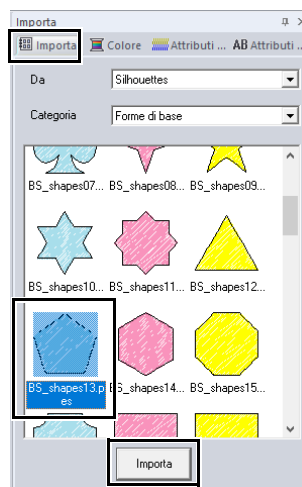 Importa
Importa Colore Attributi ... AB Attributi ...
Da Silhouettes
Categoria Forme di base
BS_shapes07... BS_shapes08... BS_shapes09...
BS_shapes10... BS_shapes11... BS_shapes12...
BS_shapes13.p
es
BS_shapes14... BS_shapes15...
Importa